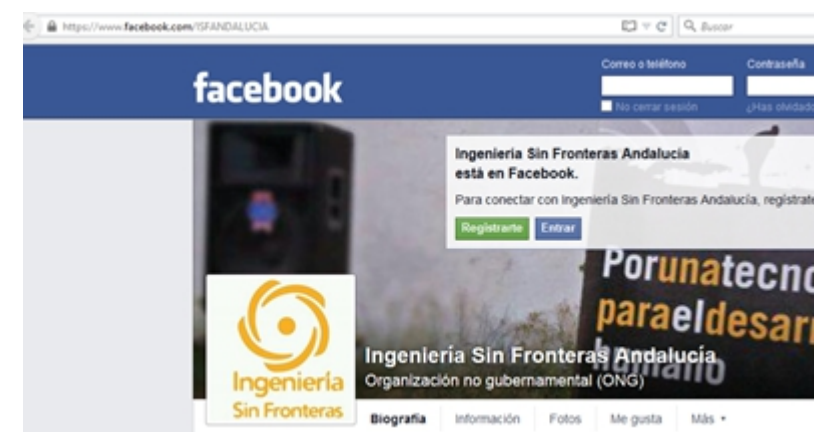 https://www.facebook.com/ISFANDALUCIA
Buscar
facebook
Correo o teléfono
Contraseña
No cerrar sesión
¿Has olvidado
Ingenieria Sin Fronteras Andalucia
está en Facebook.
Para conectar con Ingeniería Sin Fronteras Andalucía, regístrate
Registrarte
Entrar
Porunatecno
paraeldesarr
humano
Ingeniería
Sin Fronteras
Ingeniería Sin Fronteras Andalucía
Organización no gubernamental (ONG)
Biografía
Información
Fotos
Me gusta
Más